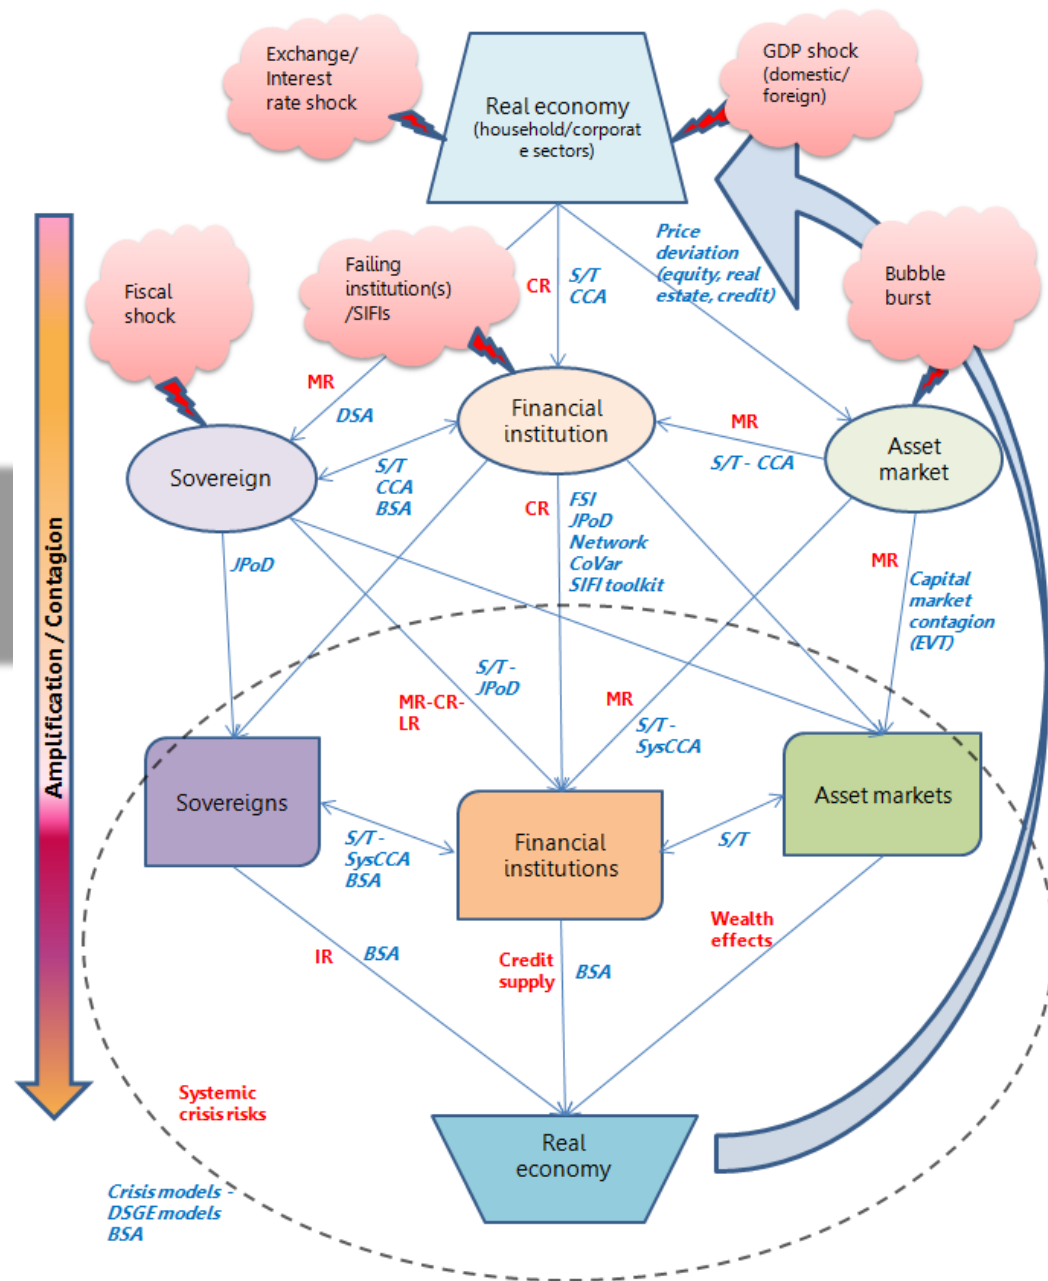 Exchange/
Interest
rate shock
GDP shock
(domestic/
foreign)
Real economy
(household/corporat
e sectors)
Price
deviation
(equity, real
estate, credit)
Fiscal
shock
Failing
institution(s)
/SIFIs
CR
S/T
CCA
Bubble
burst
MR
DSA
Financial
institution
MR
S/T - CCA
Asset
market
Sovereign
S/T
CCA
BSA
CR
FSI
JPoD
Network
CoVar
SIFI toolkit
JPoD
MR
Capital
market
contagion
(EVT)
Amplification / Contagion
S/T -
JPoD
MR-CR-
LR
MR
S/T -
SysCCA
Sovereigns
Financial
institutions
Asset markets
S/T -
SysCCA
BSA
S/T
IR
BSA
Credit
supply
BSA
Wealth
effects
Systemic
crisis risks
Real
economy
Crisis models -
DSGE models
BSA